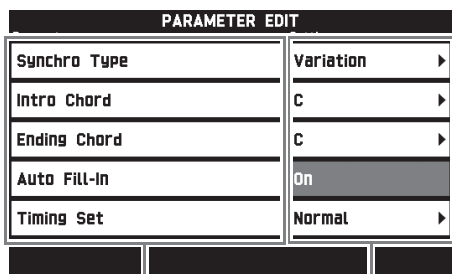 PARAMETER EDIT
Synchro Type Variation
Intro Chord C
Ending Chord C
Auto Fill-In On
Timing Set Normal